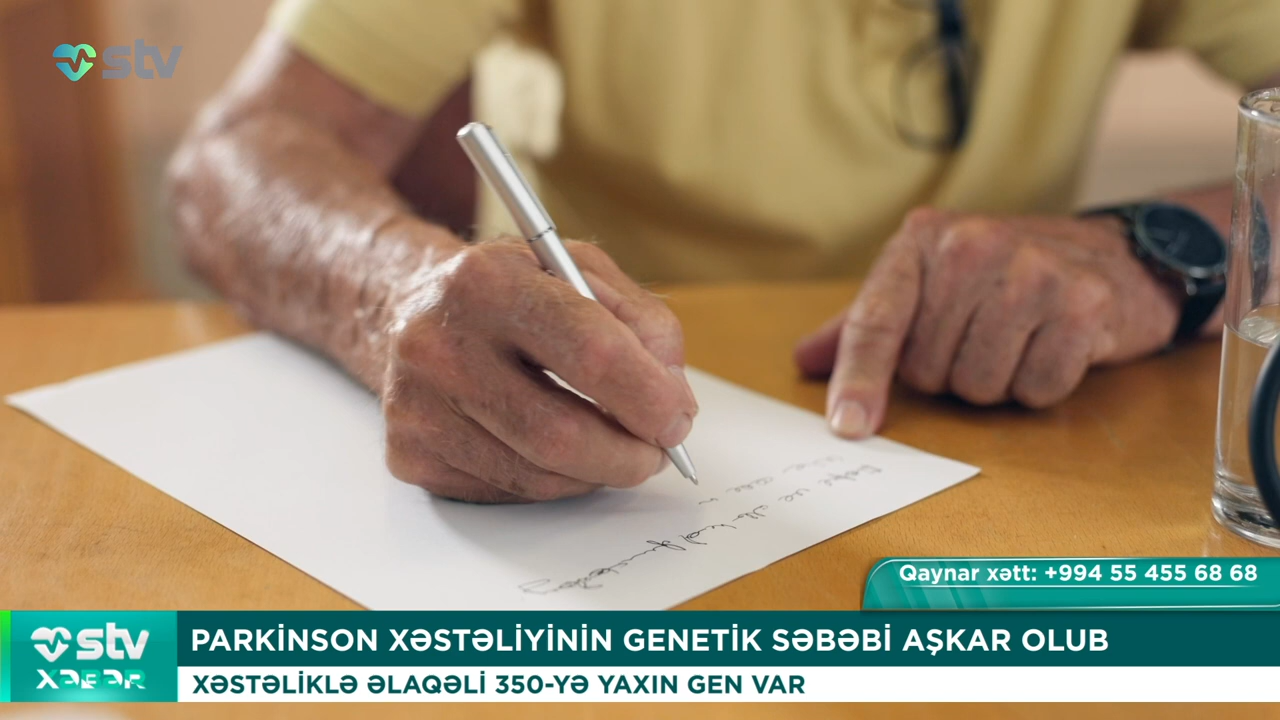 stv
Qaynar xətt: +994 55 455 68 68
stv
XƏBƏR
PARKİNSON XƏSTƏLİYİNİN GENETİK SƏBƏBİ AŞKAR OLUB
XƏSTƏLİKLƏ ƏLAQƏLİ 350-YƏ YAXIN GEN VAR